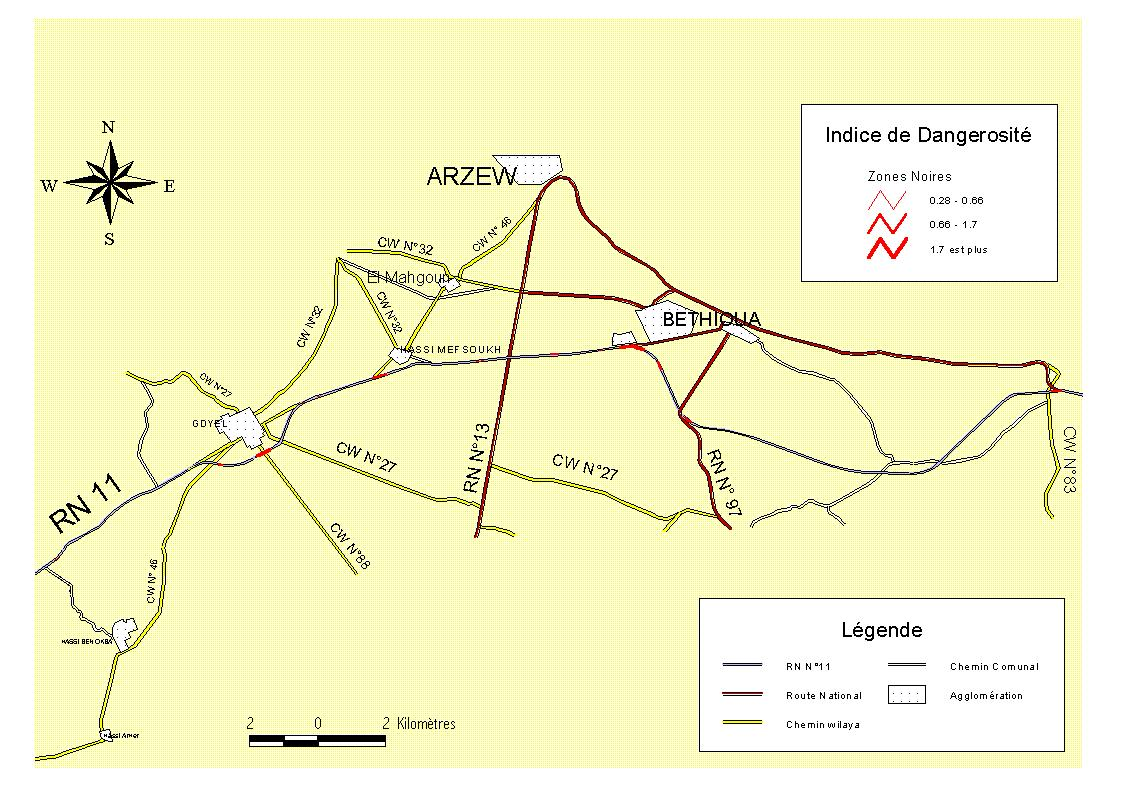 N
W E
S
Indice de Dangerosité
Zones Noires
0.28 - 0.66
0.66 - 1.7
1.7 est plus
ARZEW
CW N°32
CW N° 46
El Mahgoun
CW N°32
CW N°32
BETHIOUA
HASSI MEFSOUKH
CW N°27
GDYEL
CW N°27
RN N°13
CW N°27
RN N° 97
CW N°83
RN 11
CW N°88
CW N° 46
HASSI BEN OKBA
Hassi Amer
2 0 2 Kilomètres
Légende
RN N°11
Route National
Chemin wilaya
Chemin Comunal
Agglomération